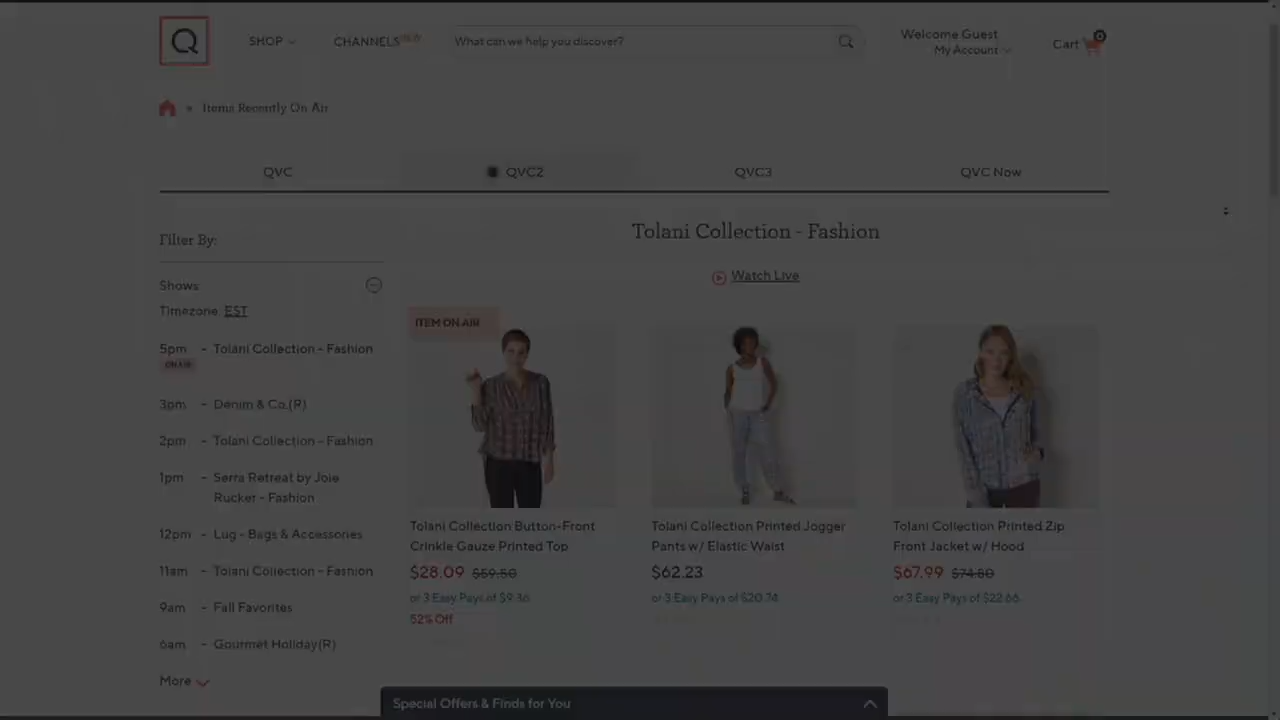 Q
SHOP
CHANNELS NEW
What can we help you discover?
Welcome Guest
My Account
Cart
0
Items Recently On Air
QVC
QVC2
QVC3
QVC Now
Filter By:
Tolani Collection - Fashion
Watch Live
Shows
Timezone EST
5pm - Tolani Collection - Fashion
ON AIR
3pm - Denim & Co.(R)
2pm - Tolani Collection - Fashion
1pm - Serra Retreat by Joie
Rucker - Fashion
12pm - Lug - Bags & Accessories
11am - Tolani Collection - Fashion
9am - Fall Favorites
6am - Gourmet Holiday(R)
More
ITEM ON AIR
Tolani Collection Button-Front
Crinkle Gauze Printed Top
$28.09 $59.50
or 3 Easy Pays of $9.36
52% Off
Tolani Collection Printed Jogger
Pants w/ Elastic Waist
$62.23
or 3 Easy Pays of $20.74
Tolani Collection Printed Zip
Front Jacket w/ Hood
$67.99 $74.80
or 3 Easy Pays of $22.66
Special Offers & Finds for You